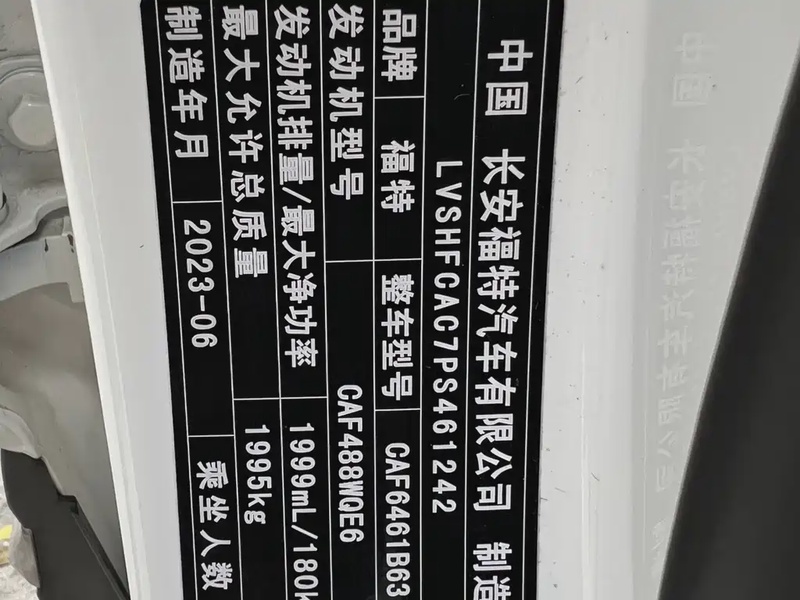 中国 长安福特汽车有限公司 制造
LVSHFCAC7PS461242
品牌 福特 整车型号 CAF6461B63
发动机型号 CAF488WQE6
发动机排量/最大净功率 1999mL/180k
最大允许总质量 1995kg
制造年月 2023-06 乘坐人数